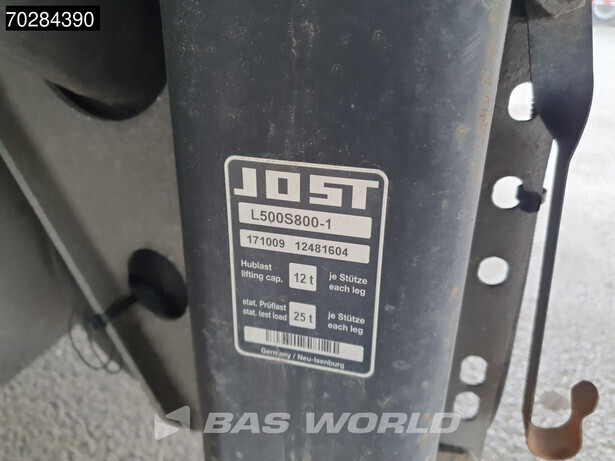 70284390
JOST
L500S800-1
171009 12481604
Hublast
lifting cap.
12 t
je Stütze
each leg
stat. Prüflast
stat. test load
25 t
je Stütze
each leg
Germany / Neu-Isenburg
BAS WORLD